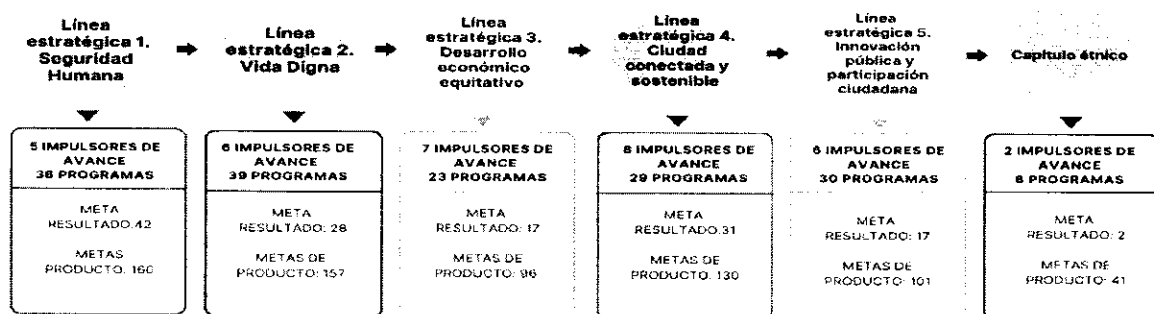 Línea
estratégica 1.
Seguridad
Humana
Línea
estratégica 2.
Vida Digna
Línea
estratégica 3.
Desarrollo
económico
equitativo
Línea
estratégica 4.
Ciudad
conectada y
sostenible
Línea
estratégica 5.
Innovación
pública y
participación
ciudadana
Capítulo étnico
5 IMPULSORES DE
AVANCE
36 PROGRAMAS
META
RESULTADO:42
METAS
PRODUCTO: 160
6 IMPULSORES DE
AVANCE
39 PROGRAMAS
META
RESULTADO: 28
METAS DE
PRODUCTO: 157
7 IMPULSORES DE
AVANCE
23 PROGRAMAS
META
RESULTADO: 17
METAS DE
PRODUCTO: 96
8 IMPULSORES DE
AVANCE
29 PROGRAMAS
META
RESULTADO:31
METAS DE
PRODUCTO: 130
6 IMPULSORES DE
AVANCE
30 PROGRAMAS
META
RESULTADO: 17
METAS DE
PRODUCTO: 101
2 IMPULSORES DE
AVANCE
6 PROGRAMAS
META
RESULTADO: 2
METAS DE
PRODUCTO: 41